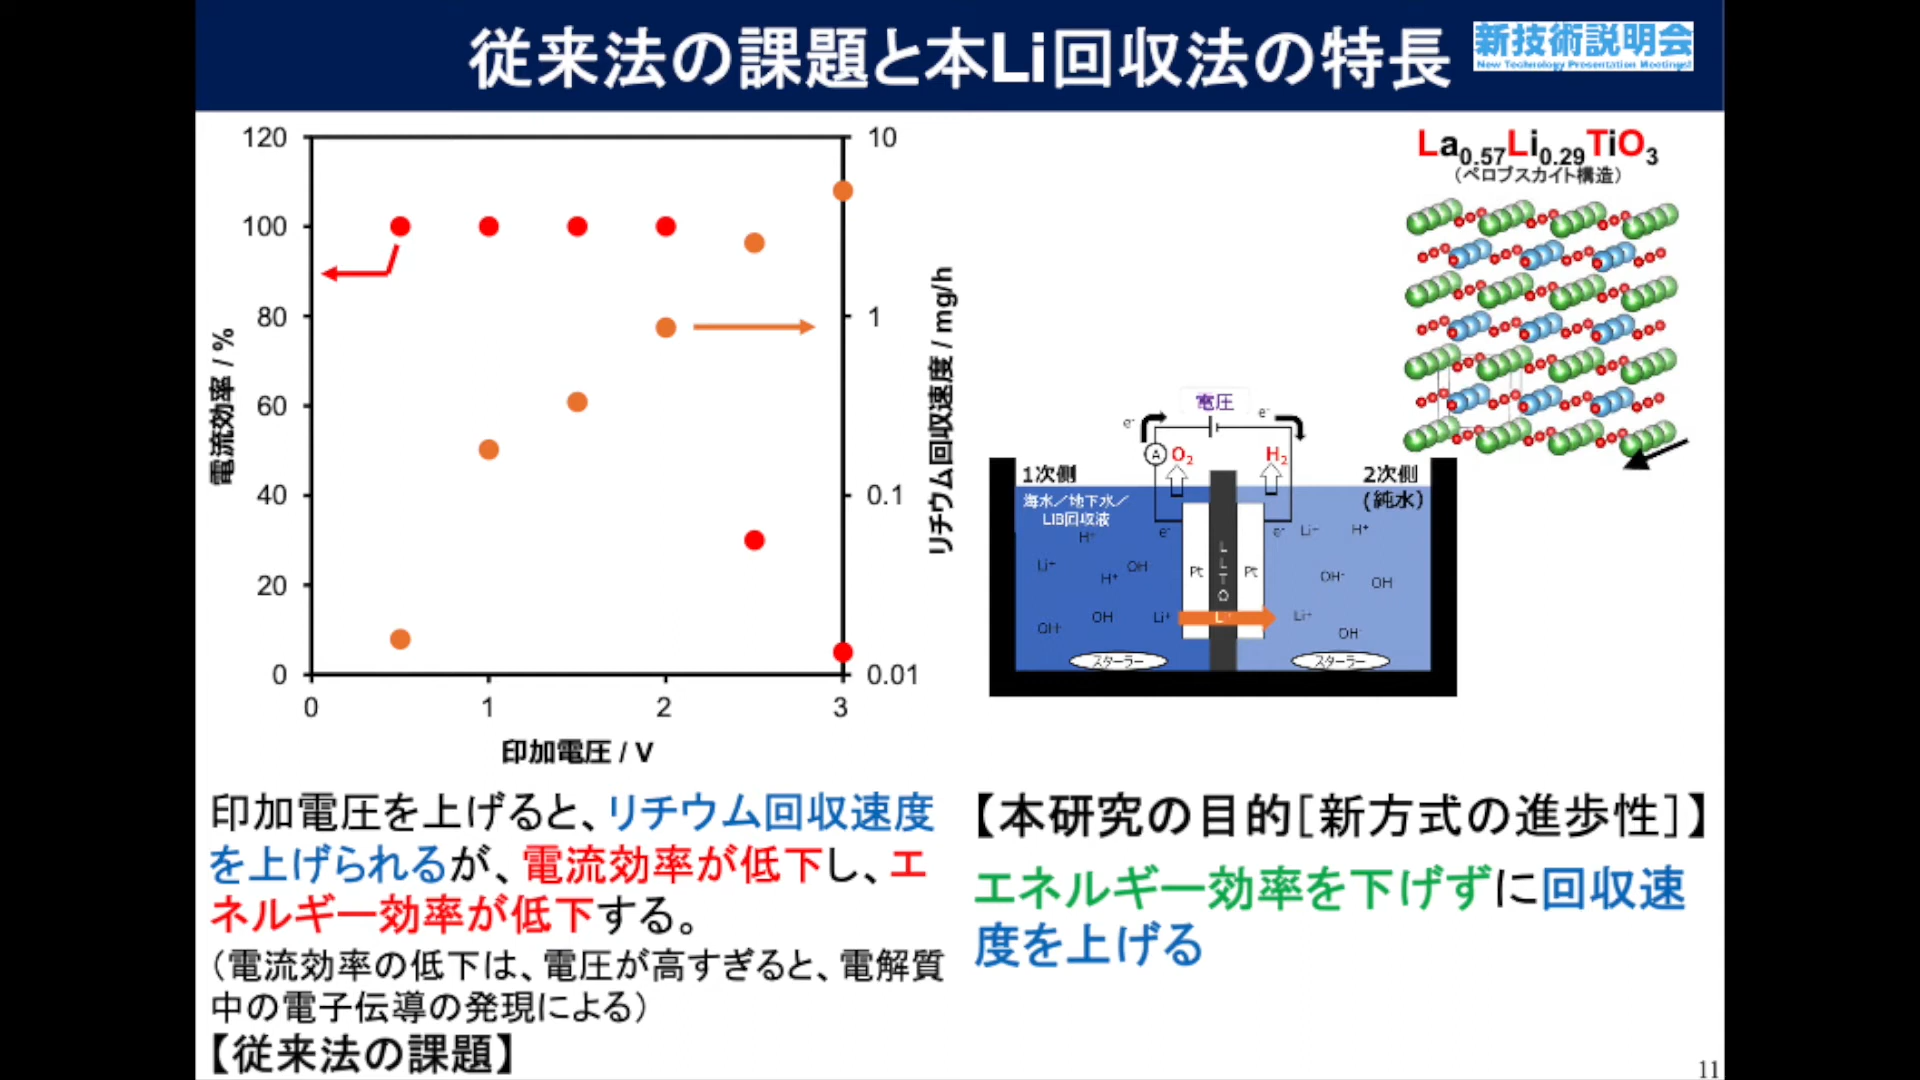 従来法の課題と本Li回収法の特長
新技術説明会
New Technology Presentation Meetings!
120
100
80
60
40
20
0
電流効率 / %
10
1
0.1
0.01
リチウム回収速度 / mg/h
0
1
2
3
印加電圧 / V
La0.57Li0.29TiO3
（ペロブスカイト構造）
電圧
e-
e-
A
O2
H2
1次側
海水／地下水／
LIB回収液
2次側
(純水)
H+
e-
e-
Li+
H+
Li+
OH
H+
Pt
LLTO
Pt
OH-
OH
OH
Li+
Li+
Li+
OH-
OH-
スターラー
スターラー
印加電圧を上げると、リチウム回収速度
を上げられるが、電流効率が低下し、エ
ネルギー効率が低下する。
（電流効率の低下は、電圧が高すぎると、電解質
中の電子伝導の発現による）
【従来法の課題】
【本研究の目的[新方式の進歩性]】
エネルギー効率を下げずに回収速
度を上げる
11